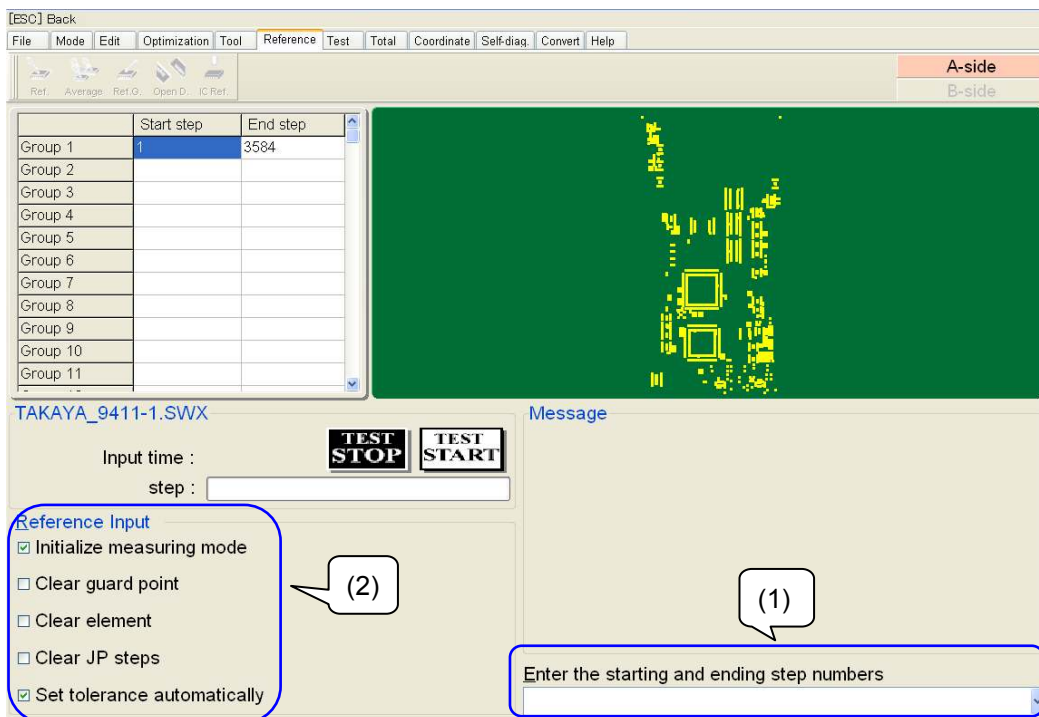 [ESC] Back
File Mode Edit Optimization Tool Reference Test Total Coordinate Self-diag. Convert Help
Ref. Average Ref.G. Open D. IC Ref.
A-side
B-side
Start step End step
Group 1 1 3584
Group 2
Group 3
Group 4
Group 5
Group 6
Group 7
Group 8
Group 9
Group 10
Group 11
TAKAYA_9411-1.SWX
Message
Input time :
TEST STOP
TEST START
step :
Reference Input
Initialize measuring mode
Clear guard point
(2)
(1)
Clear element
Clear JP steps
Enter the starting and ending step numbers
Set tolerance automatically